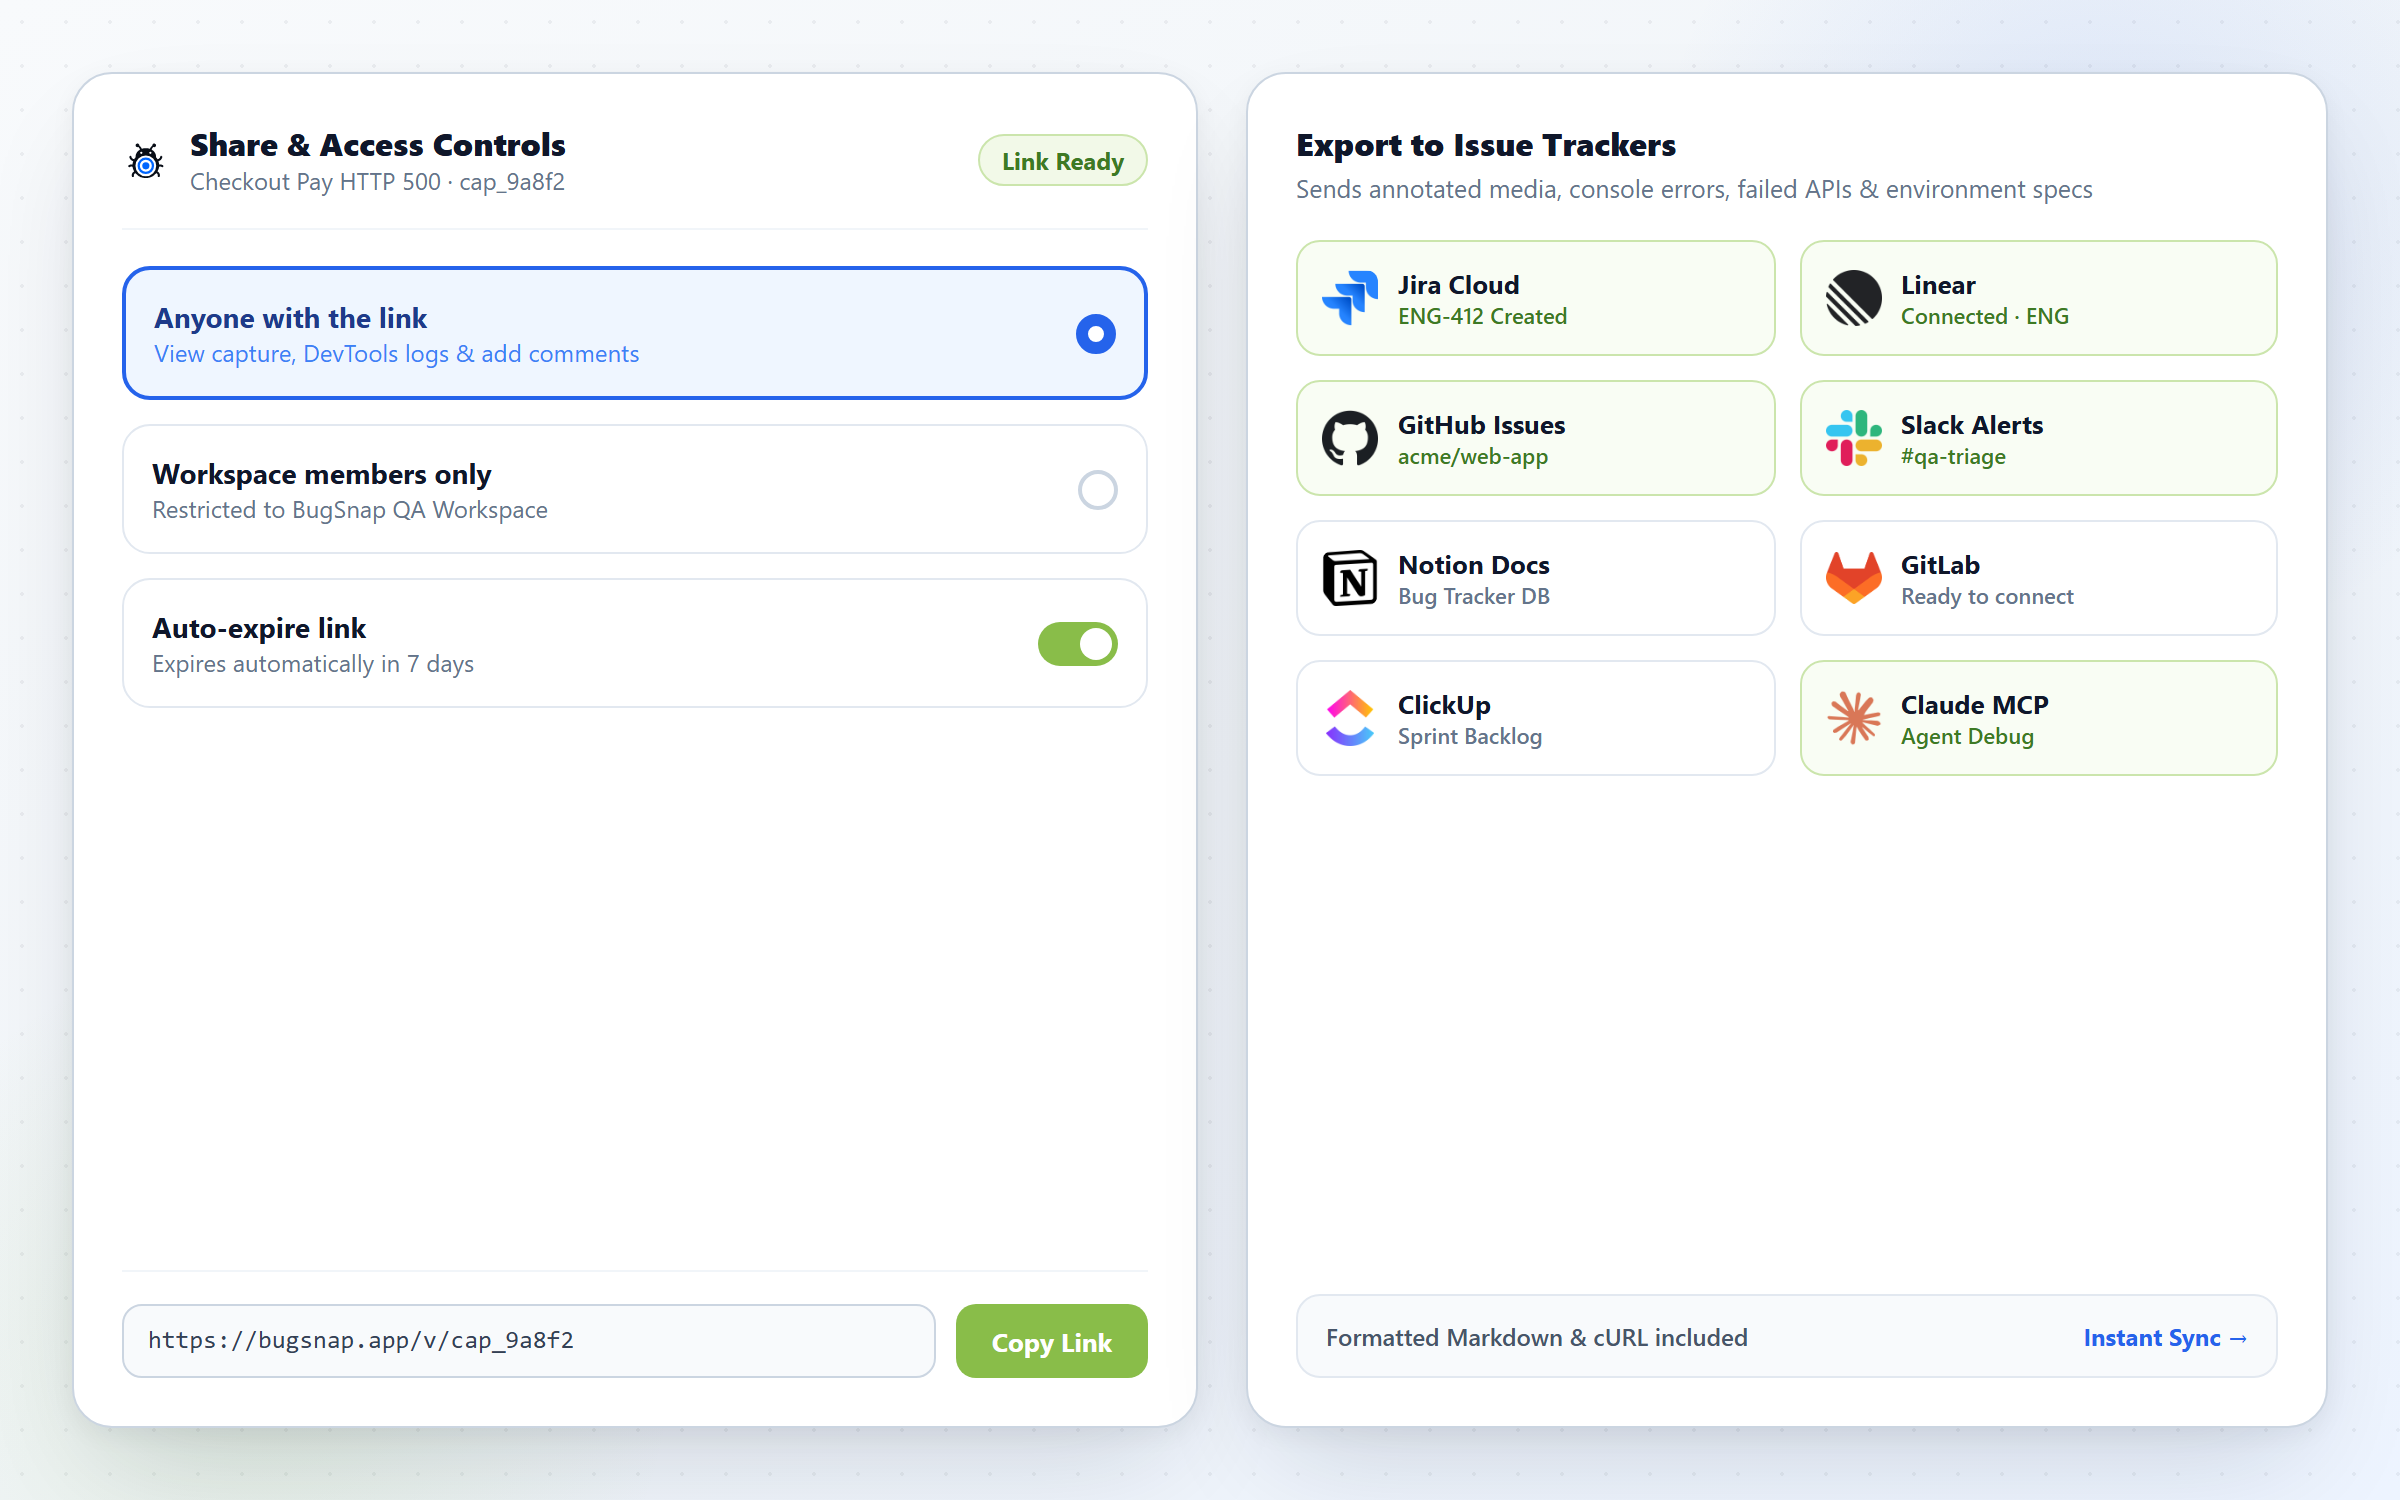 Share & Access Controls
Checkout Pay HTTP 500 · cap_9a8f2
Link Ready
Anyone with the link
View capture, DevTools logs & add comments
Workspace members only
Restricted to BugSnap QA Workspace
Auto-expire link
Expires automatically in 7 days
https://bugsnap.app/v/cap_9a8f2
Copy Link
Export to Issue Trackers
Sends annotated media, console errors, failed APIs & environment specs
Jira Cloud
ENG-412 Created
Linear
Connected · ENG
GitHub Issues
acme/web-app
Slack Alerts
#qa-triage
N
Notion Docs
Bug Tracker DB
GitLab
Ready to connect
ClickUp
Sprint Backlog
Claude MCP
Agent Debug
Formatted Markdown & cURL included
Instant Sync →